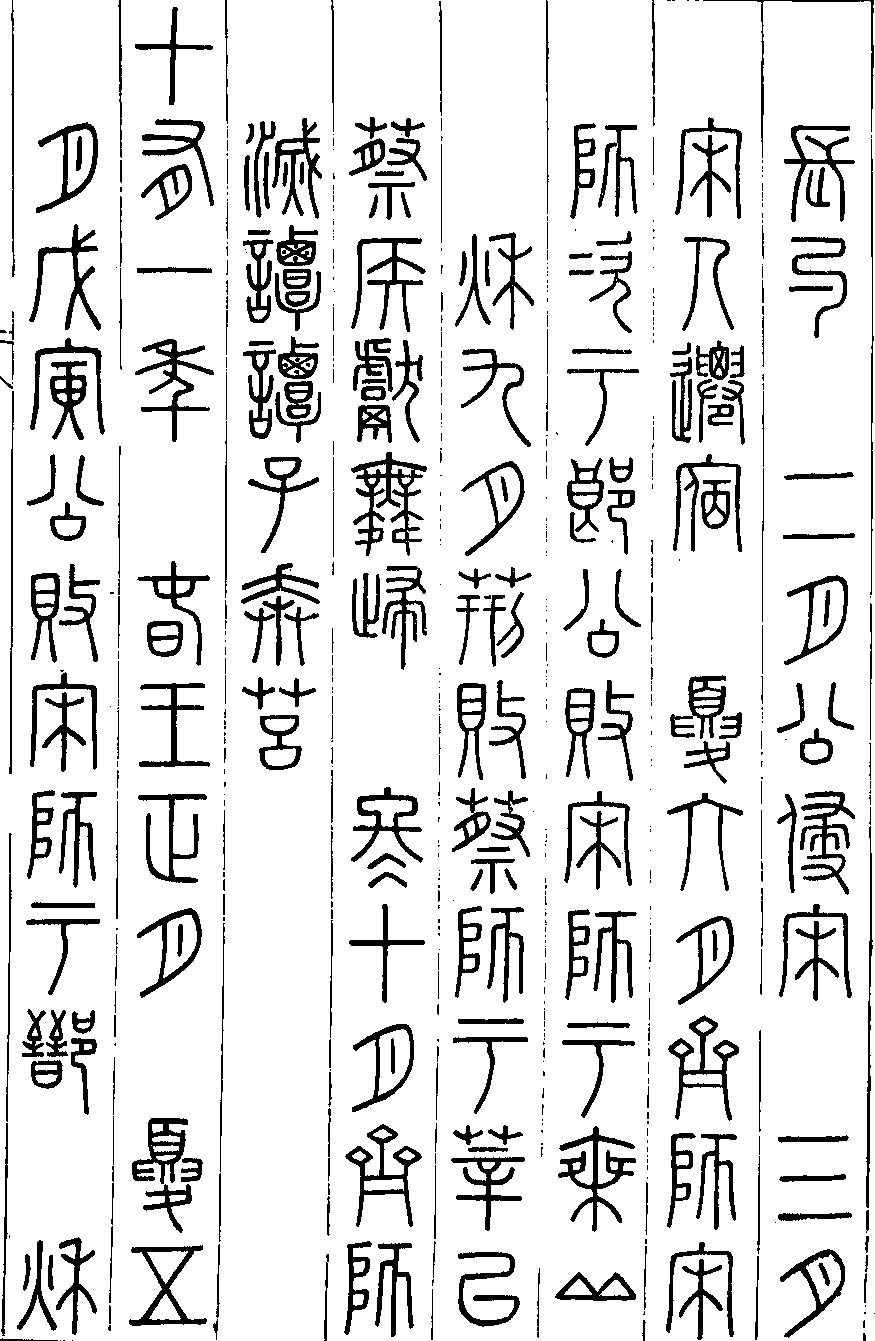 長勺　二月公侵宋　三月
宋人遷宿　夏六月齊師宋
師次于郎公敗宋師于乘丘
秋九月荊敗蔡師于莘以
蔡侯獻舞歸　冬十月齊師
滅譚譚子奔莒
十有一年　春王正月　夏五
月戊寅公敗宋師于鄑　秋